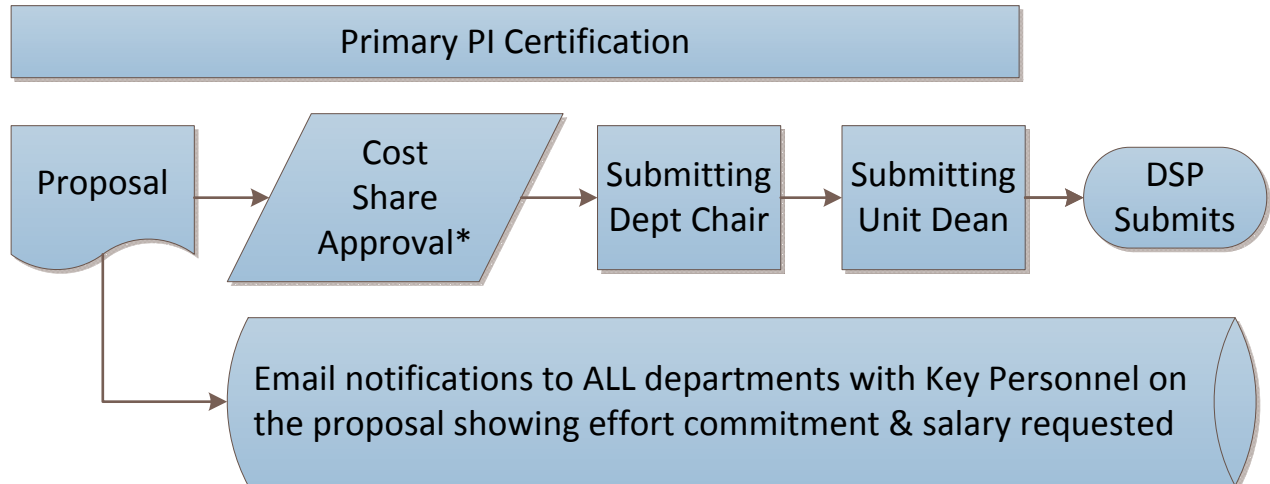 Primary PI Certification
Proposal
Cost
Share
Approval*
Submitting
Dept Chair
Submitting
Unit Dean
DSP
Submits
Email notifications to ALL departments with Key Personnel on
the proposal showing effort commitment & salary requested